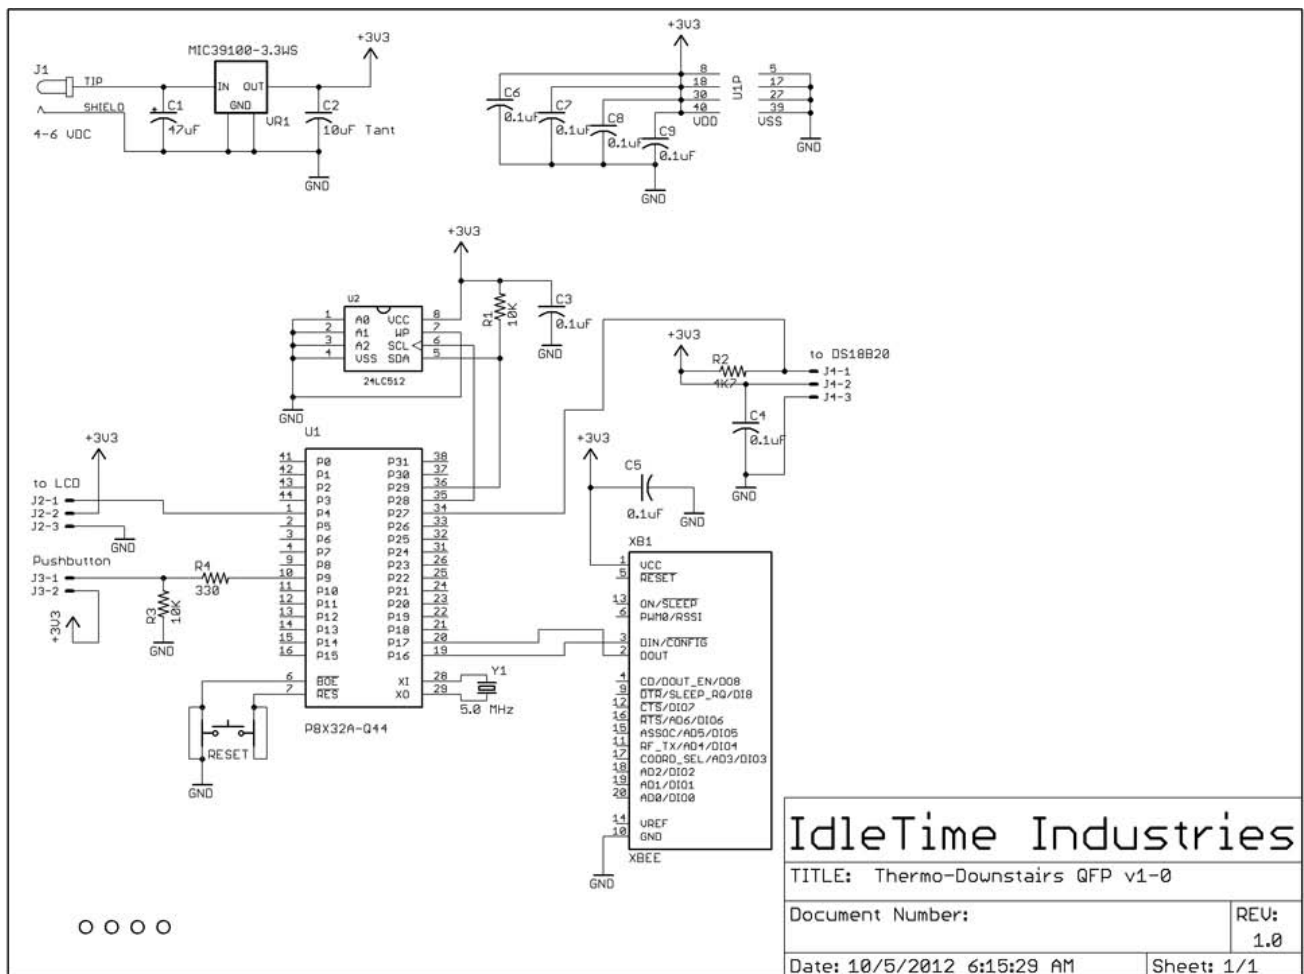 MIC39100-3.3WS
+3V3
J1
TIP
SHIELD
4-6 VDC
C1
47uF
IN OUT
GND
VR1
C2
10uF Tant
GND
+3V3
C6
0.1uF
C7
0.1uF
C8
0.1uF
C9
0.1uF
GND
8
18
30
40
VDD
U1P
5
17
27
39
VSS
GND
+3V3
U2
1 A0 VCC 8
2 A1 WP 7
3 A2 SCL 6
4 VSS SDA 5
24LC512
GND
R1
10K
C3
0.1uF
GND
+3V3
R2
4K7
to DS18B20
J4-1
J4-2
J4-3
C4
0.1uF
GND
U1
41 P0 P31 38
42 P1 P30 37
43 P2 P29 36
44 P3 P28 35
1 P4 P27 34
2 P5 P26 33
3 P6 P25 32
4 P7 P24 31
9 P8 P23 26
10 P9 P22 25
11 P10 P21 24
12 P11 P20 23
13 P12 P19 22
14 P13 P18 21
15 P14 P17 20
16 P15 P16 19
6 BOE XI 28
7 RES XO 29
P8X32A-Q44
+3V3
to LCD
J2-1
J2-2
J2-3
GND
Pushbutton
J3-1
J3-2
+3V3
R3
10K
GND
R4
330
RESET
GND
Y1
5.0 MHz
+3V3
C5
0.1uF
GND
XB1
1 VCC
5 RESET
13 ON/SLEEP
6 PWM0/RSSI
3 DIN/CONFIG
2 DOUT
4 CD/DOUT_EN/DO8
9 DTR/SLEEP_RQ/DI8
12 CTS/DIO7
16 RTS/AD6/DIO6
15 ASSOC/AD5/DIO5
11 RF_TX/AD4/DIO4
17 COORD_SEL/AD3/DIO3
18 AD2/DIO2
19 AD1/DIO1
20 AD0/DIO0
14 VREF
10 GND
XBEE
GND
IdleTime Industries
TITLE: Thermo-Downstairs QFP v1-0
Document Number:
REV:
1.0
Date: 10/5/2012 6:15:29 AM
Sheet: 1/1